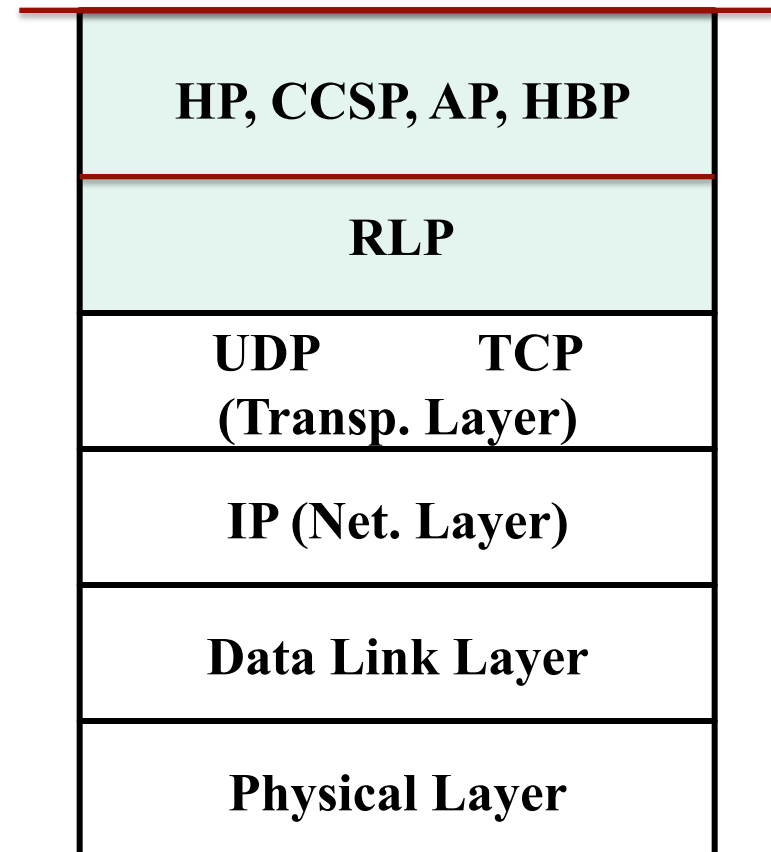 HP, CCSP, AP, HBP
RLP
UDP TCP
(Transp. Layer)
IP (Net. Layer)
Data Link Layer
Physical Layer